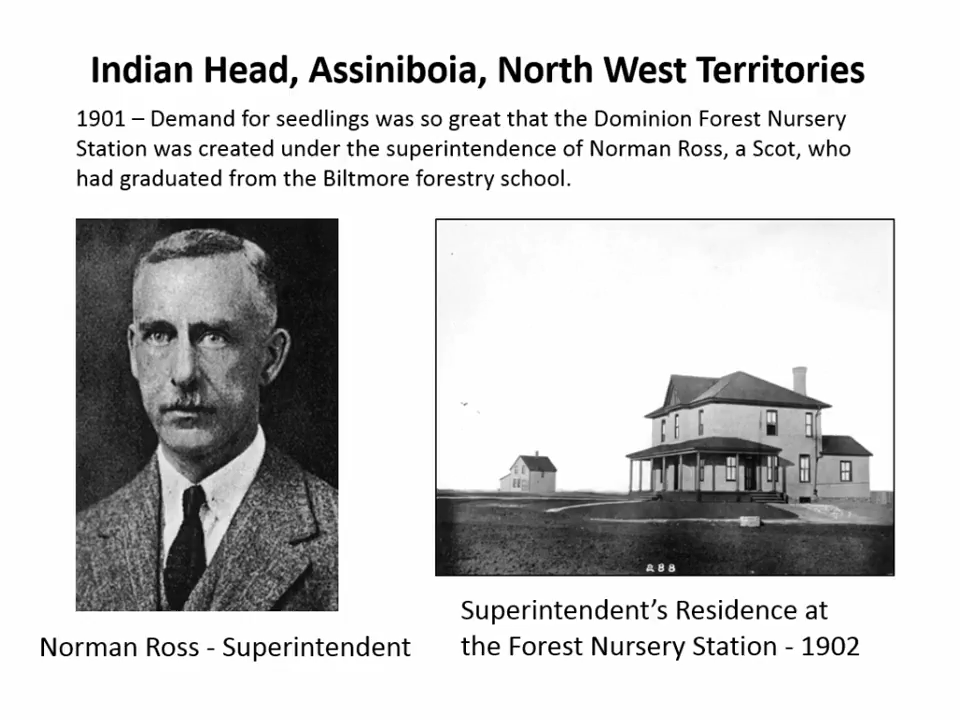 Indian Head, Assiniboia, North West Territories
1901 – Demand for seedlings was so great that the Dominion Forest Nursery
Station was created under the superintendence of Norman Ross, a Scot, who
had graduated from the Biltmore forestry school.
288
Norman Ross - Superintendent
Superintendent’s Residence at
the Forest Nursery Station - 1902